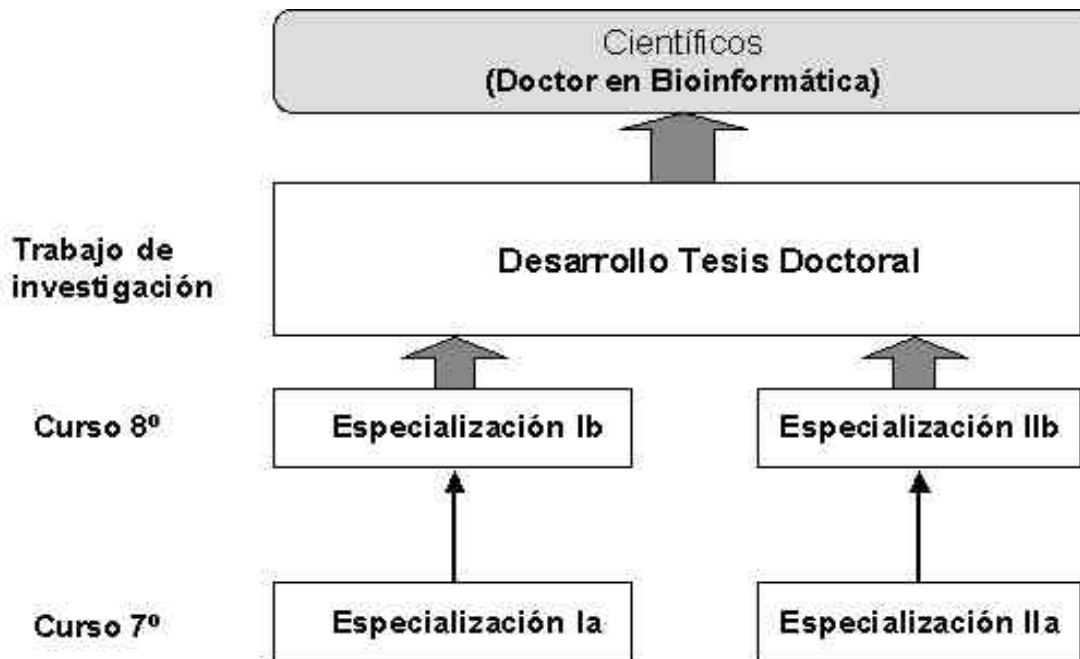 Científicos
(Doctor en Bioinformática)
Trabajo de
investigación
Desarrollo Tesis Doctoral
Curso 8º
Especialización Ib
Especialización IIb
Curso 7º
Especialización Ia
Especialización IIa